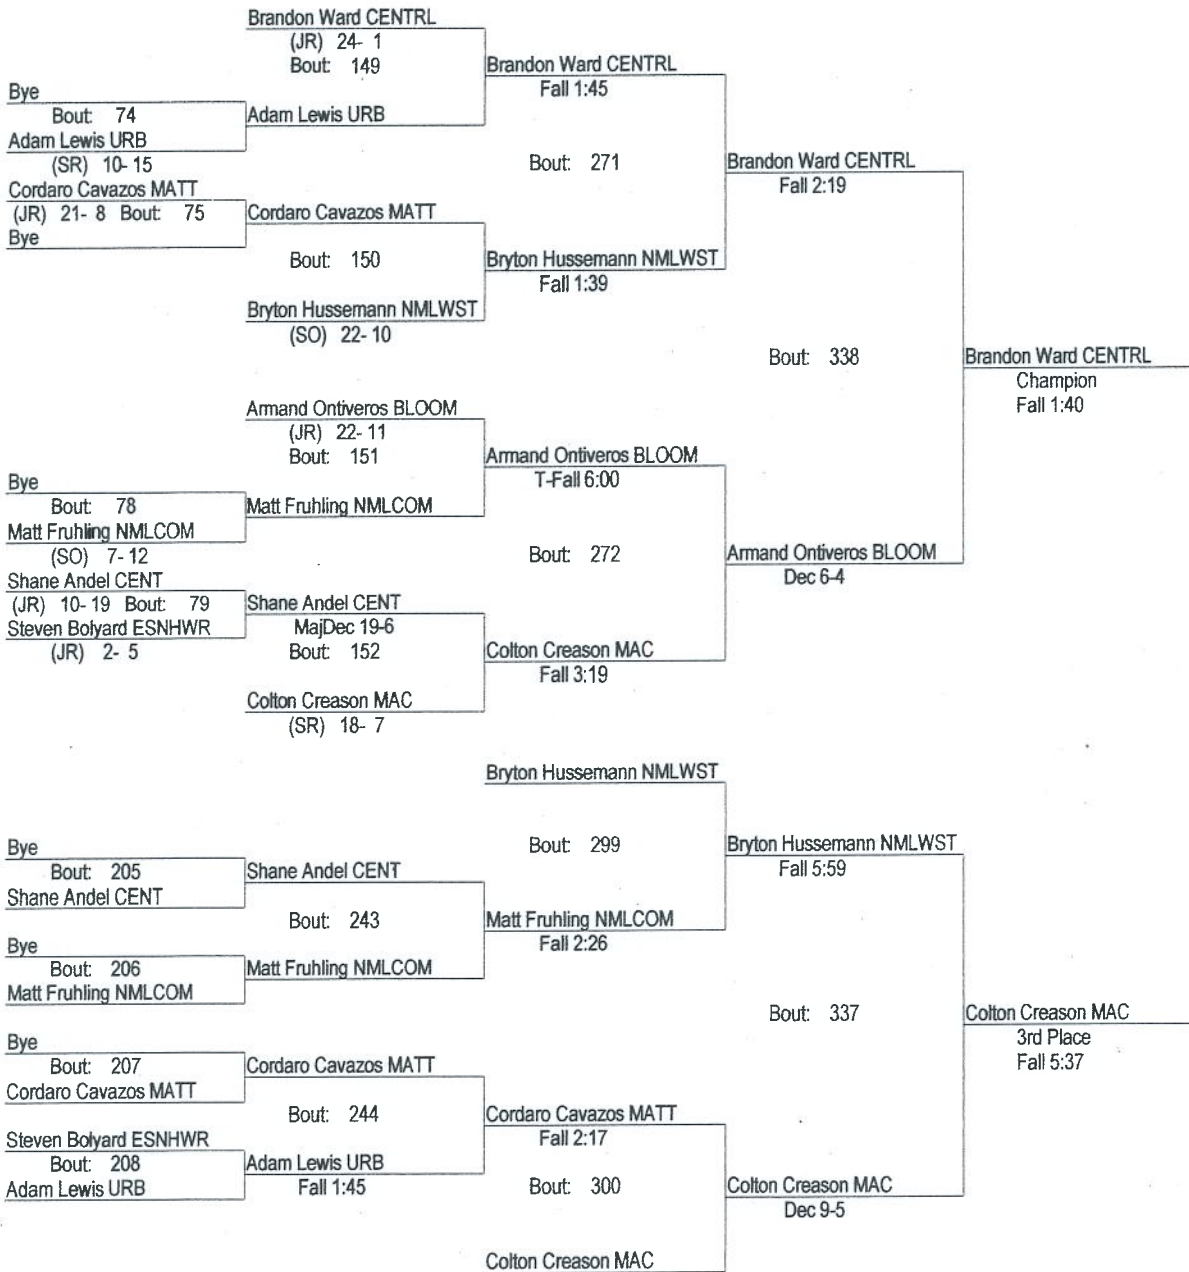 Brandon Ward CENTRL
(JR) 24- 1
Bout: 149
Brandon Ward CENTRL
Fall 1:45
Bye
Bout: 74
Adam Lewis URB
Adam Lewis URB
(SR) 10- 15
Bout: 271
Brandon Ward CENTRL
Fall 2:19
Cordaro Cavazos MATT
(JR) 21- 8 Bout: 75
Cordaro Cavazos MATT
Bye
Bout: 150
Bryton Hussemann NMLWST
Fall 1:39
Bryton Hussemann NMLWST
(SO) 22- 10
Bout: 338
Brandon Ward CENTRL
Champion
Fall 1:40
Armand Ontiveros BLOOM
(JR) 22- 11
Bout: 151
Armand Ontiveros BLOOM
T-Fall 6:00
Bye
Bout: 78
Matt Fruhling NMLCOM
Matt Fruhling NMLCOM
(SO) 7- 12
Bout: 272
Armand Ontiveros BLOOM
Dec 6-4
Shane Andel CENT
(JR) 10- 19 Bout: 79
Shane Andel CENT
Steven Bolyard ESNHWR
MajDec 19-6
(JR) 2- 5
Bout: 152
Colton Creason MAC
Fall 3:19
Colton Creason MAC
(SR) 18- 7
Bryton Hussemann NMLWST
Bout: 299
Bryton Hussemann NMLWST
Fall 5:59
Bye
Bout: 205
Shane Andel CENT
Shane Andel CENT
Bout: 243
Matt Fruhling NMLCOM
Fall 2:26
Bye
Bout: 206
Matt Fruhling NMLCOM
Matt Fruhling NMLCOM
Bout: 337
Colton Creason MAC
3rd Place
Fall 5:37
Bye
Bout: 207
Cordaro Cavazos MATT
Cordaro Cavazos MATT
Bout: 244
Cordaro Cavazos MATT
Fall 2:17
Steven Bolyard ESNHWR
Bout: 208
Adam Lewis URB
Adam Lewis URB
Fall 1:45
Bout: 300
Colton Creason MAC
Dec 9-5
Colton Creason MAC